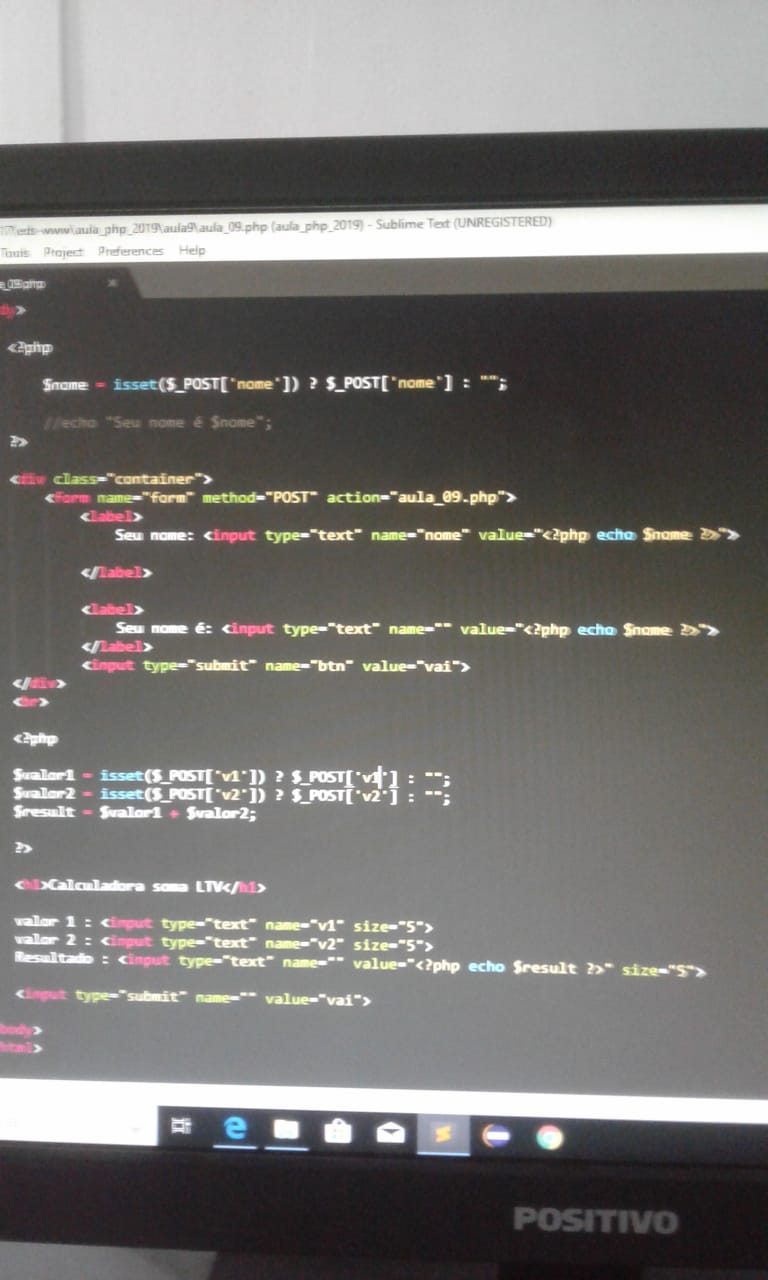 eds-www\aula_php_2019\aula9\aula_09.php (aula_php_2019) - Sublime Text (UNREGISTERED)
Tools Project Preferences Help
_09.php ×
dy>
<?php
$nome = isset($_POST['nome']) ? $_POST['nome'] : "";
//echo "Seu nome é $nome";
?>
<div class="container">
<form name="form" method="POST" action="aula_09.php">
<label>
Seu nome: <input type="text" name="nome" value="<?php echo $nome ?>">
</label>
<label>
Seu nome é: <input type="text" name="" value="<?php echo $nome ?>">
</label>
<input type="submit" name="btn" value="vai">
</div>
<br>
<?php
$valor1 = isset($_POST['v1']) ? $_POST['v1'] : "";
$valor2 = isset($_POST['v2']) ? $_POST['v2'] : "";
$result = $valor1 + $valor2;
?>
<h1>Calculadora soma LTV</h1>
valor 1 : <input type="text" name="v1" size="5">
valor 2 : <input type="text" name="v2" size="5">
Resultado : <input type="text" name="" value="<?php echo $result ?>" size="5">
<input type="submit" name="" value="vai">
body>
html>
POSITIVO